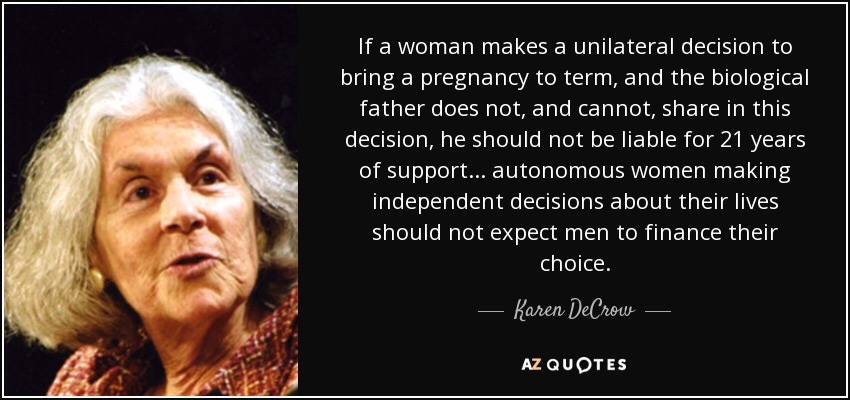 If a woman makes a unilateral decision to
bring a pregnancy to term, and the biological
father does not, and cannot, share in this
decision, he should not be liable for 21 years
of support... autonomous women making
independent decisions about their lives
should not expect men to finance their
choice.
Karen DeCrow
AZ QUOTES